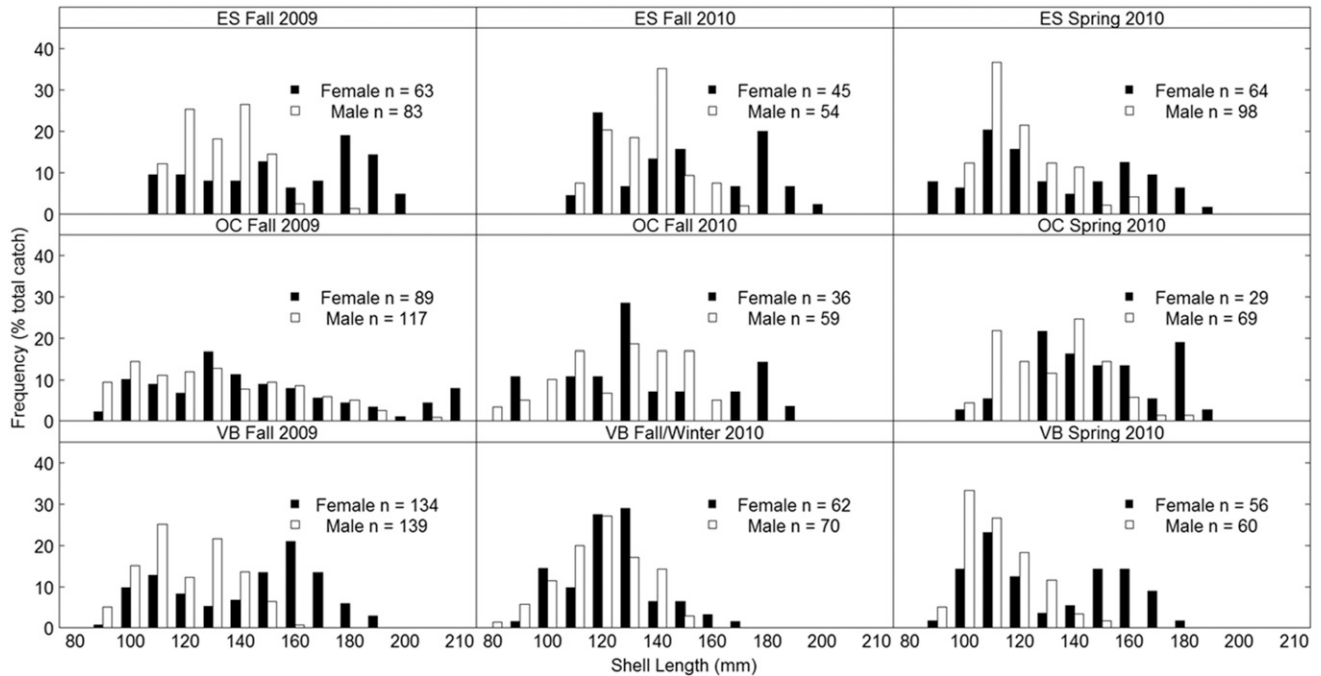 ES Fall 2009 ES Fall 2010 ES Spring 2010
40
30
20
10
0
Female n = 63
Male n = 83
Female n = 45
Male n = 54
Female n = 64
Male n = 98
OC Fall 2009 OC Fall 2010 OC Spring 2010
40
30
20
10
0
Female n = 89
Male n = 117
Female n = 36
Male n = 59
Female n = 29
Male n = 69
Frequency (% total catch)
VB Fall 2009 VB Fall/Winter 2010 VB Spring 2010
40
30
20
10
0
Female n = 134
Male n = 139
Female n = 62
Male n = 70
Female n = 56
Male n = 60
80 100 120 140 160 180 200 210 80 100 120 140 160 180 200 80 100 120 140 160 180 200 210
Shell Length (mm)